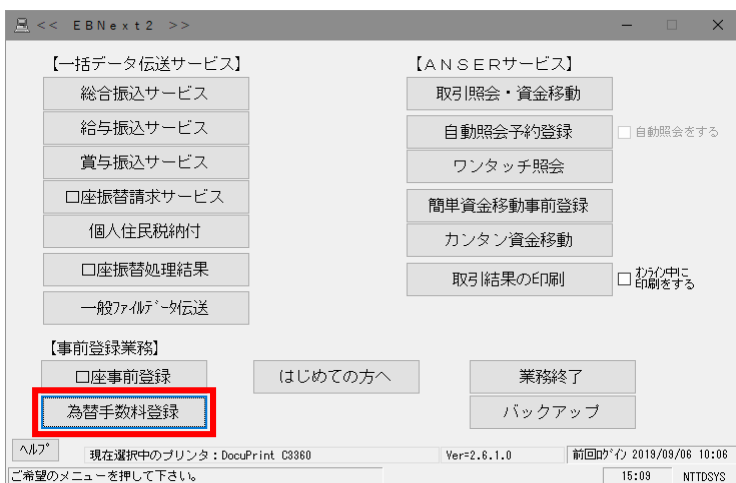 << EBNext2 >>
【一括データ伝送サービス】
総合振込サービス
給与振込サービス
賞与振込サービス
口座振替請求サービス
個人住民税納付
口座振替処理結果
一般ファイルデータ伝送
【ANSERサービス】
取引照会・資金移動
自動照会予約登録
自動照会をする
ワンタッチ照会
簡単資金移動事前登録
カンタン資金移動
取引結果の印刷
オンライン中に
印刷をする
【事前登録業務】
口座事前登録
はじめての方へ
業務終了
為替手数料登録
バックアップ
ヘルプ
現在選択中のプリンタ：DocuPrint C3360
Ver=2.6.1.0
前回ログイン 2019/09/06 10:06
ご希望のメニューを押して下さい。
15:09
NTTDSYS